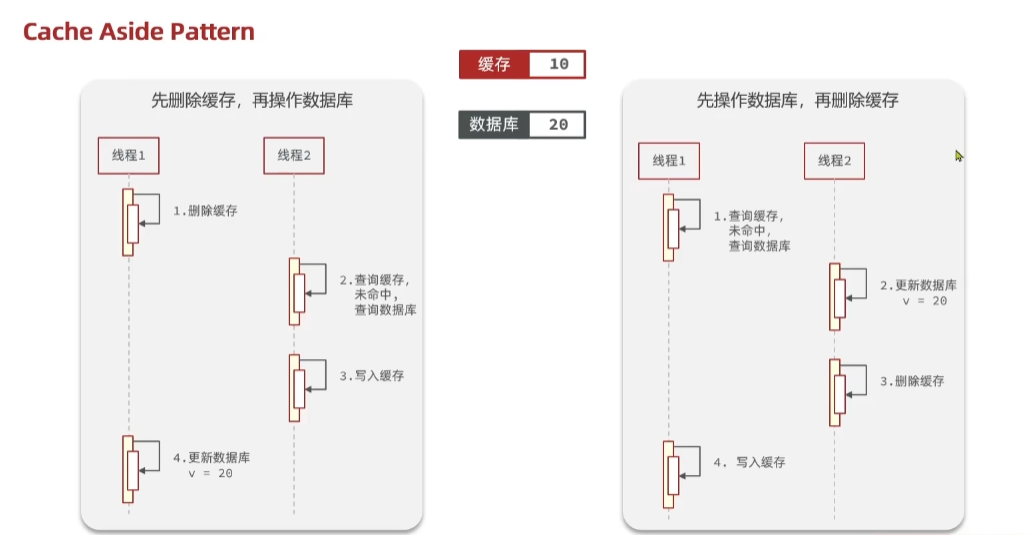 Cache Aside Pattern
缓存 10
数据库 20
先删除缓存，再操作数据库
线程1
线程2
1.删除缓存
2.查询缓存，
未命中，
查询数据库
3.写入缓存
4.更新数据库
v = 20
先操作数据库，再删除缓存
线程1
线程2
1.查询缓存，
未命中，
查询数据库
2.更新数据库
v = 20
3.删除缓存
4. 写入缓存